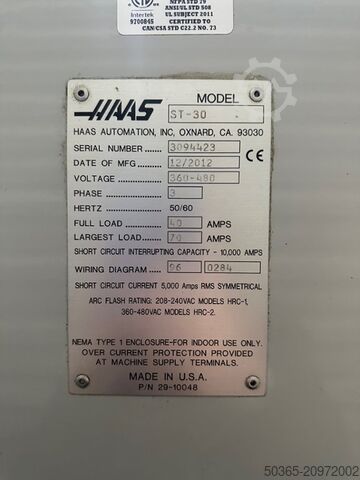 NFPA STD 79
ANSI/UL STD 508
UL SUBJECT 2011
Intertek
9700845
CERTIFIED TO
CAN/CSA STD C22.2 NO. 73
HAAS
MODEL
ST-30
HAAS AUTOMATION, INC, OXNARD, CA. 93030
SERIAL NUMBER 3094423
DATE OF MFG 12/2012 CE
VOLTAGE 360-480
PHASE 3
HERTZ 50/60
FULL LOAD 40 AMPS
LARGEST LOAD 70 AMPS
SHORT CIRCUIT INTERRUPTING CAPACITY - 10,000 AMPS
WIRING DIAGRAM 96 0284
SHORT CIRCUIT CURRENT 5,000 Amps RMS SYMMETRICAL
ARC FLASH RATING: 208-240VAC MODELS HRC-1,
360-480VAC MODELS HRC-2.
NEMA TYPE 1 ENCLOSURE-FOR INDOOR USE ONLY.
OVER CURRENT PROTECTION PROVIDED
AT MACHINE SUPPLY TERMINALS.
MADE IN U.S.A.
P/N 29-10048
50365-20972002